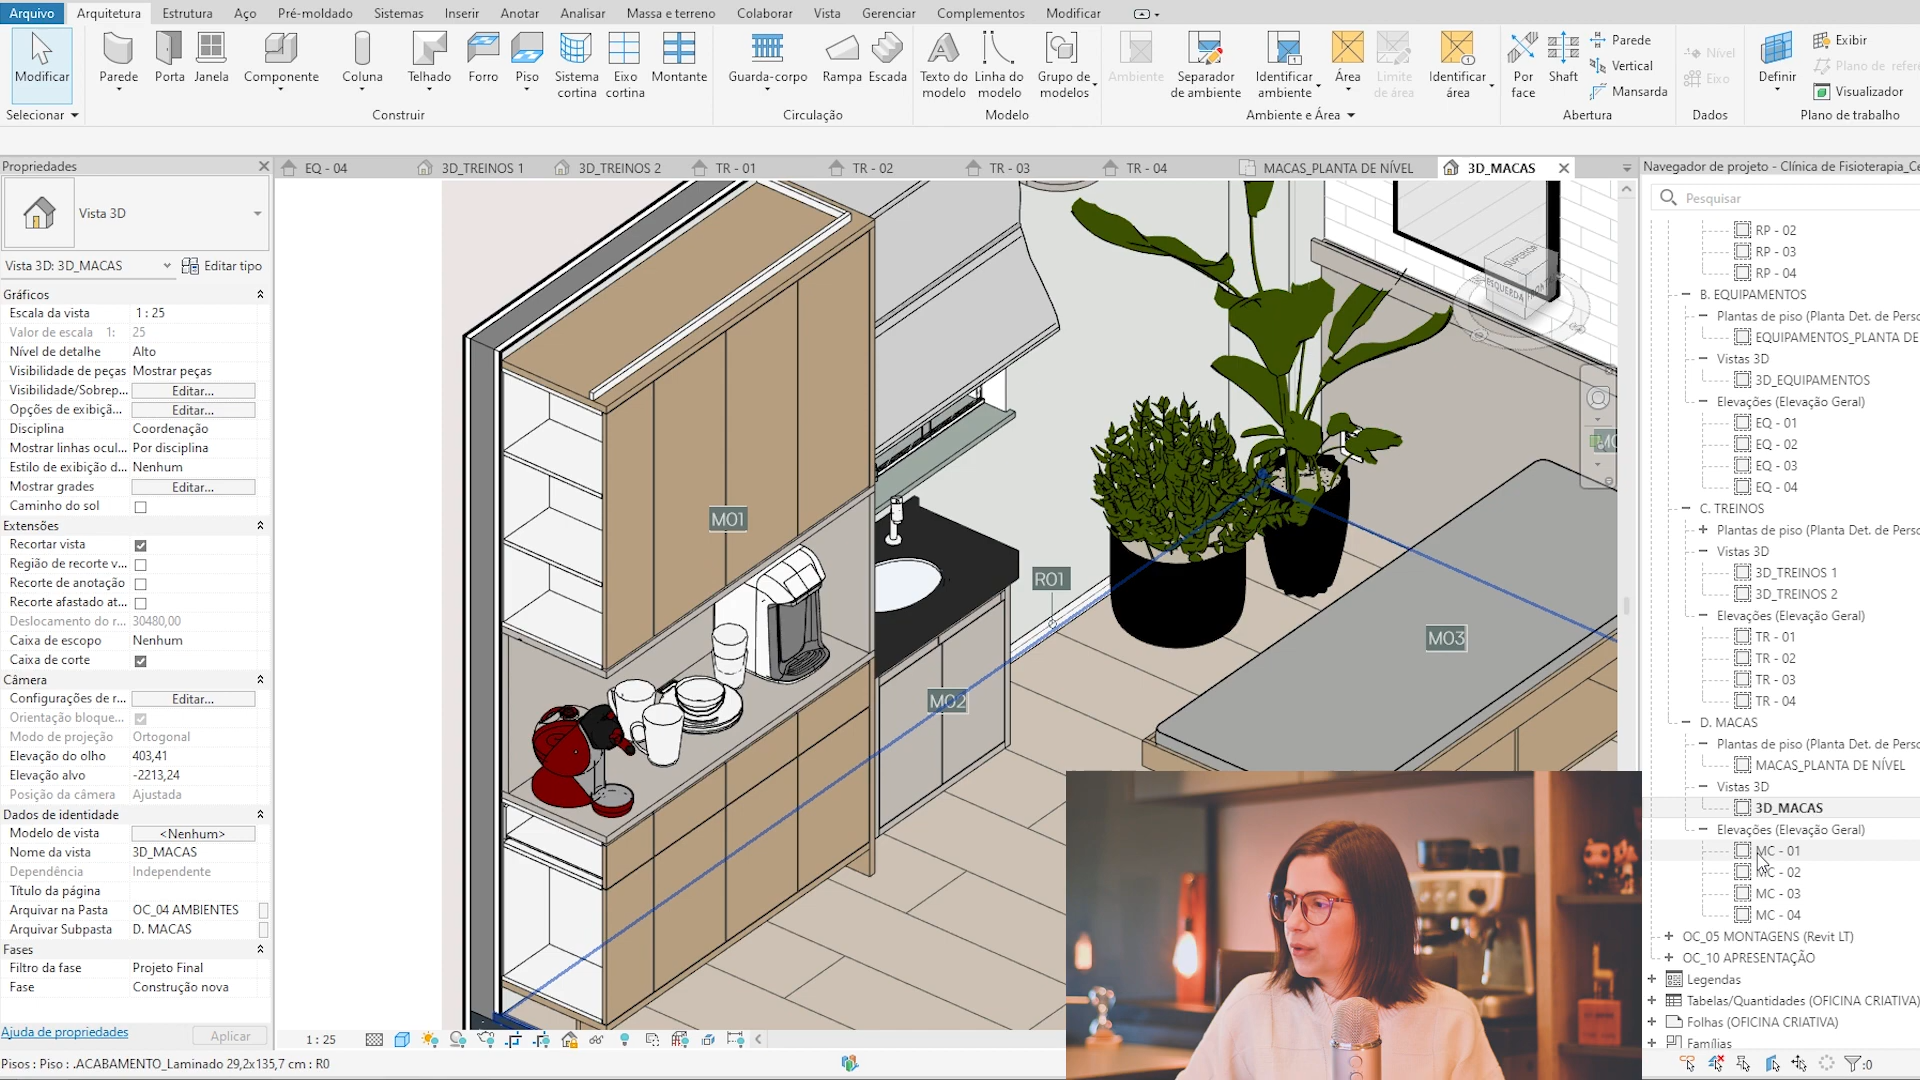 Arquivo Arquitetura Estrutura Aço Pré-moldado Sistemas Inserir Anotar Analisar Massa e terreno Colaborar Vista Gerenciar Complementos Modificar
Modificar Parede Porta Janela Componente Coluna Telhado Forro Piso Sistema cortina Eixo cortina Montante Guarda-corpo Rampa Escada Texto do modelo Linha do modelo Grupo de modelos Ambiente Separador de ambiente Identificar ambiente Área Limite de área Identificar área Por face Shaft Parede Vertical Mansarda Nível Eixo Definir Exibir Plano de refer Visualizador
Selecionar Construir Circulação Modelo Ambiente e Área Abertura Dados Plano de trabalho
Propriedades
EQ - 04 3D_TREINOS 1 3D_TREINOS 2 TR - 01 TR - 02 TR - 03 TR - 04 MACAS_PLANTA DE NÍVEL 3D_MACAS
Vista 3D
Vista 3D: 3D_MACAS Editar tipo
Gráficos
Escala da vista 1 : 25
Valor de escala 1: 25
Nível de detalhe Alto
Visibilidade de peças Mostrar peças
Visibilidade/Sobrep... Editar...
Opções de exibiçã... Editar...
Disciplina Coordenação
Mostrar linhas ocul... Por disciplina
Estilo de exibição d... Nenhum
Mostrar grades Editar...
Caminho do sol
Extensões
Recortar vista
Região de recorte v...
Recorte de anotação
Recorte afastado at...
Deslocamento do r... 30480,00
Caixa de escopo Nenhum
Caixa de corte
Câmera
Configurações de r... Editar...
Orientação bloque...
Modo de projeção Ortogonal
Elevação do olho 403,41
Elevação alvo -2213,24
Posição da câmera Ajustada
Dados de identidade
Modelo de vista <Nenhum>
Nome da vista 3D_MACAS
Dependência Independente
Título da página
Arquivar na Pasta OC_04 AMBIENTES
Arquivar Subpasta D. MACAS
Fases
Filtro da fase Projeto Final
Fase Construção nova
Ajuda de propriedades Aplicar
M01
R01
M02
M03
SUPERIOR
ESQUERDA
1 : 25
Pisos : Piso : .ACABAMENTO_Laminado 29,2x135,7 cm : R0
Navegador de projeto - Clínica de Fisioterapia_Ce
Pesquisar
RP - 02
RP - 03
RP - 04
B. EQUIPAMENTOS
Plantas de piso (Planta Det. de Perso
EQUIPAMENTOS_PLANTA DE
Vistas 3D
3D_EQUIPAMENTOS
Elevações (Elevação Geral)
EQ - 01
EQ - 02
EQ - 03
EQ - 04
C. TREINOS
Plantas de piso (Planta Det. de Perso
Vistas 3D
3D_TREINOS 1
3D_TREINOS 2
Elevações (Elevação Geral)
TR - 01
TR - 02
TR - 03
TR - 04
D. MACAS
Plantas de piso (Planta Det. de Perso
MACAS_PLANTA DE NÍVEL
Vistas 3D
3D_MACAS
Elevações (Elevação Geral)
MC - 01
MC - 02
MC - 03
MC - 04
OC_05 MONTAGENS (Revit LT)
OC_10 APRESENTAÇÃO
Legendas
Tabelas/Quantidades (OFICINA CRIATIVA)
Folhas (OFICINA CRIATIVA)
Famílias
:0